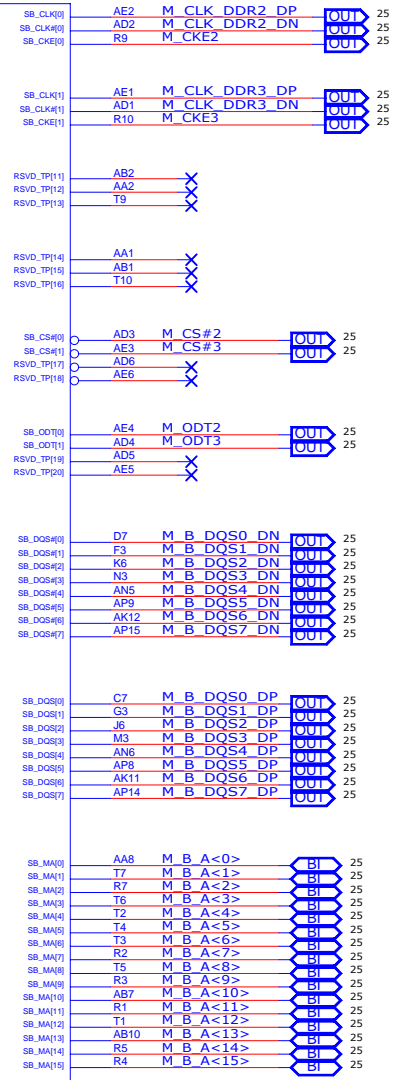 SB_CLK[0] AE2 M_CLK_DDR2_DP OUT 25
SB_CLK#[0] AD2 M_CLK_DDR2_DN OUT 25
SB_CKE[0] R9 M_CKE2 OUT 25
SB_CLK[1] AE1 M_CLK_DDR3_DP OUT 25
SB_CLK#[1] AD1 M_CLK_DDR3_DN OUT 25
SB_CKE[1] R10 M_CKE3 OUT 25
RSVD_TP[11] AB2
RSVD_TP[12] AA2
RSVD_TP[13] T9
RSVD_TP[14] AA1
RSVD_TP[15] AB1
RSVD_TP[16] T10
SB_CS#[0] AD3 M_CS#2 OUT 25
SB_CS#[1] AE3 M_CS#3 OUT 25
RSVD_TP[17] AD6
RSVD_TP[18] AE6
SB_ODT[0] AE4 M_ODT2 OUT 25
SB_ODT[1] AD4 M_ODT3 OUT 25
RSVD_TP[19] AD5
RSVD_TP[20] AE5
SB_DQS#[0] D7 M_B_DQS0_DN OUT 25
SB_DQS#[1] F3 M_B_DQS1_DN OUT 25
SB_DQS#[2] K6 M_B_DQS2_DN OUT 25
SB_DQS#[3] N3 M_B_DQS3_DN OUT 25
SB_DQS#[4] AN5 M_B_DQS4_DN OUT 25
SB_DQS#[5] AP9 M_B_DQS5_DN OUT 25
SB_DQS#[6] AK12 M_B_DQS6_DN OUT 25
SB_DQS#[7] AP15 M_B_DQS7_DN OUT 25
SB_DQS[0] C7 M_B_DQS0_DP OUT 25
SB_DQS[1] G3 M_B_DQS1_DP OUT 25
SB_DQS[2] J6 M_B_DQS2_DP OUT 25
SB_DQS[3] M3 M_B_DQS3_DP OUT 25
SB_DQS[4] AN6 M_B_DQS4_DP OUT 25
SB_DQS[5] AP8 M_B_DQS5_DP OUT 25
SB_DQS[6] AK11 M_B_DQS6_DP OUT 25
SB_DQS[7] AP14 M_B_DQS7_DP OUT 25
SB_MA[0] AA8 M_B_A<0> BI 25
SB_MA[1] T7 M_B_A<1> BI 25
SB_MA[2] R7 M_B_A<2> BI 25
SB_MA[3] T6 M_B_A<3> BI 25
SB_MA[4] T2 M_B_A<4> BI 25
SB_MA[5] T4 M_B_A<5> BI 25
SB_MA[6] T3 M_B_A<6> BI 25
SB_MA[7] R2 M_B_A<7> BI 25
SB_MA[8] T5 M_B_A<8> BI 25
SB_MA[9] R3 M_B_A<9> BI 25
SB_MA[10] AB7 M_B_A<10> BI 25
SB_MA[11] R1 M_B_A<11> BI 25
SB_MA[12] T1 M_B_A<12> BI 25
SB_MA[13] AB10 M_B_A<13> BI 25
SB_MA[14] R5 M_B_A<14> BI 25
SB_MA[15] R4 M_B_A<15> BI 25